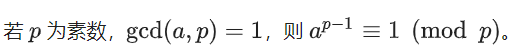 若 p 为素数，gcd(a, p) = 1，则 a^{p−1} ≡ 1 (mod p)。